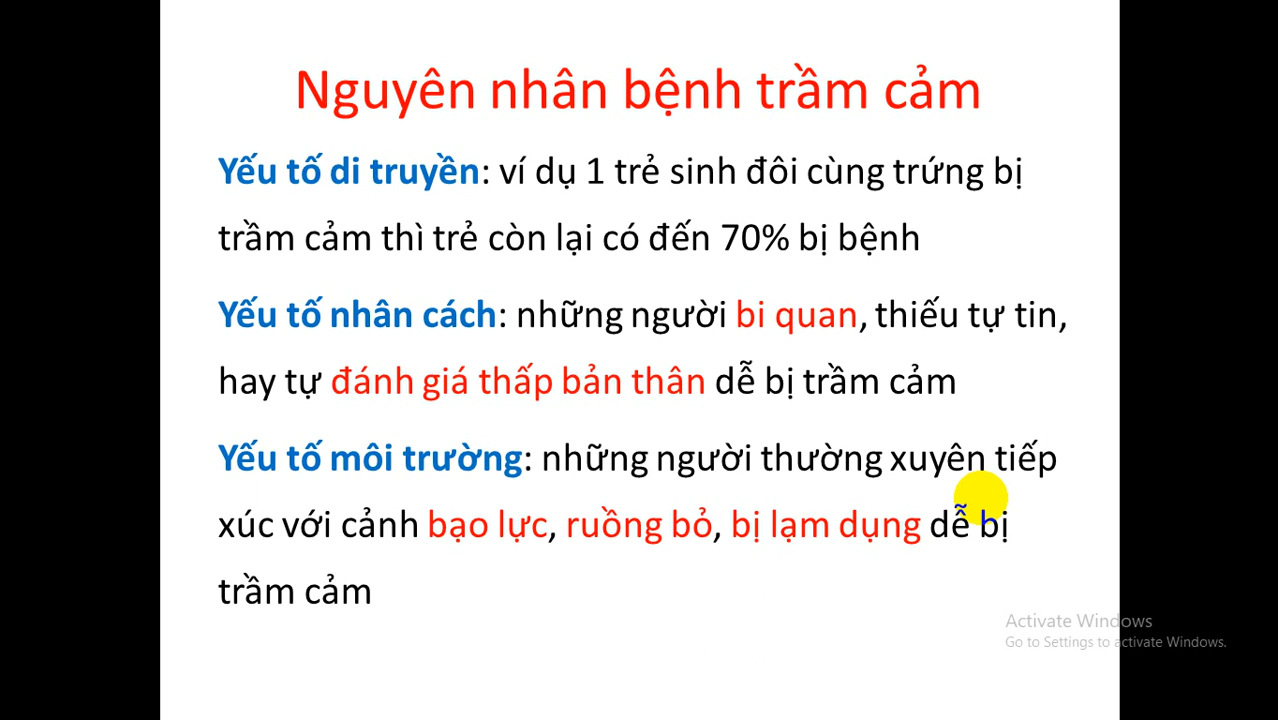 Nguyên nhân bệnh trầm cảm
Yếu tố di truyền: ví dụ 1 trẻ sinh đôi cùng trứng bị
trầm cảm thì trẻ còn lại có đến 70% bị bệnh
Yếu tố nhân cách: những người bi quan, thiếu tự tin,
hay tự đánh giá thấp bản thân dễ bị trầm cảm
Yếu tố môi trường: những người thường xuyên tiếp
xúc với cảnh bạo lực, ruồng bỏ, bị lạm dụng dễ bị
trầm cảm
Activate Windows
Go to Settings to activate Windows.